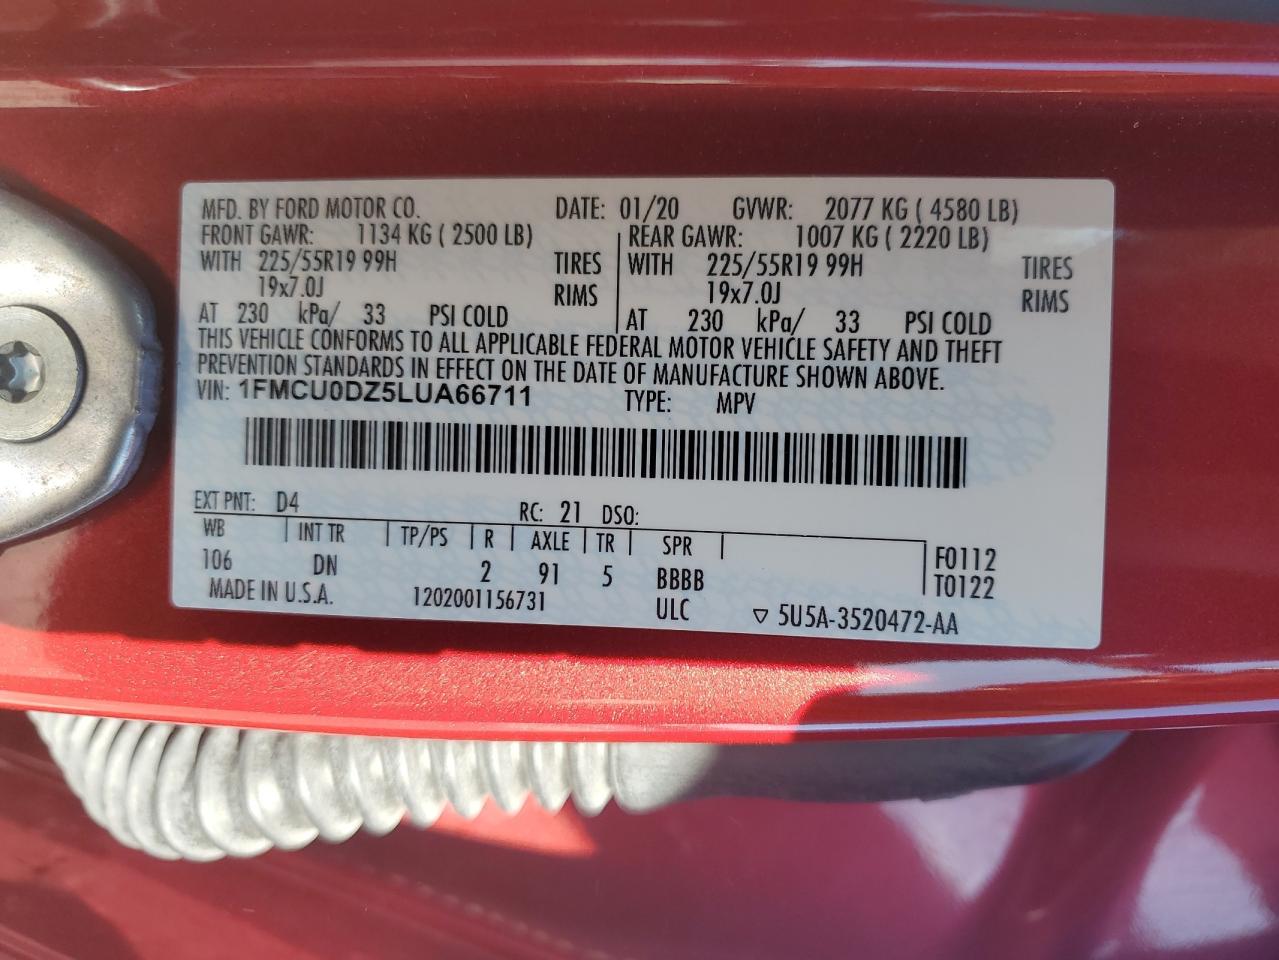 MFD. BY FORD MOTOR CO. DATE: 01/20 GVWR: 2077 KG ( 4580 LB)
FRONT GAWR: 1134 KG ( 2500 LB) REAR GAWR: 1007 KG ( 2220 LB)
WITH 225/55R19 99H TIRES WITH 225/55R19 99H TIRES
19x7.0J RIMS 19x7.0J RIMS
AT 230 kPa/ 33 PSI COLD AT 230 kPa/ 33 PSI COLD
THIS VEHICLE CONFORMS TO ALL APPLICABLE FEDERAL MOTOR VEHICLE SAFETY AND THEFT
PREVENTION STANDARDS IN EFFECT ON THE DATE OF MANUFACTURE SHOWN ABOVE.
VIN: 1FMCU0DZ5LUA66711 TYPE: MPV
EXT PNT: D4 RC: 21 DSO:
WB INT TR TP/PS R AXLE TR SPR
106 DN 2 91 5 BBBB F0112
T0122
MADE IN U.S.A. 1202001156731 ULC ▽ 5U5A-3520472-AA